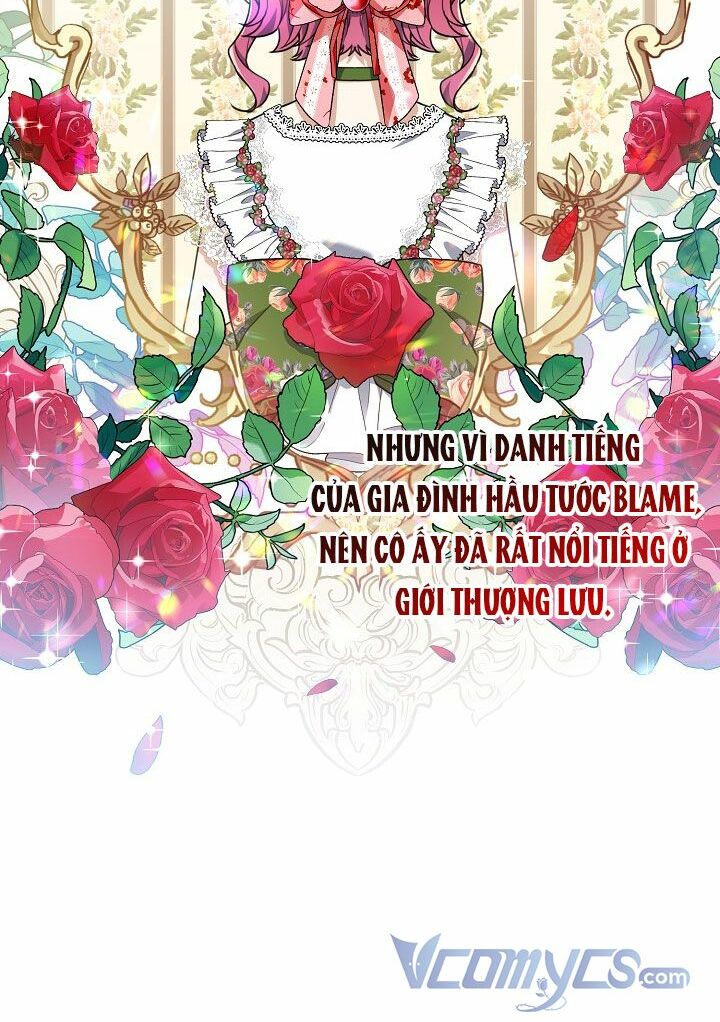 NHƯNG VÌ DANH TIẾNG
CỦA GIA ĐÌNH HẦU TƯỚC BLAME,
NÊN CÔ ẤY ĐÃ RẤT NỔI TIẾNG Ở
GIỚI THƯỢNG LƯU.
VCOMYCS.com